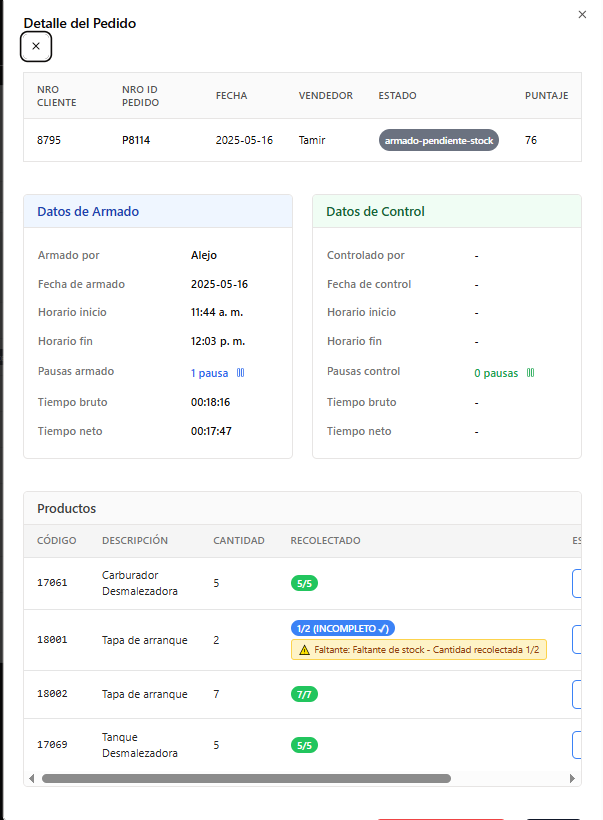 Detalle del Pedido
NRO CLIENTE NRO ID PEDIDO FECHA VENDEDOR ESTADO PUNTAJE
8795 P8114 2025-05-16 Tamir armado-pendiente-stock 76
Datos de Armado
Armado por Alejo
Fecha de armado 2025-05-16
Horario inicio 11:44 a. m.
Horario fin 12:03 p. m.
Pausas armado 1 pausa
Tiempo bruto 00:18:16
Tiempo neto 00:17:47
Datos de Control
Controlado por -
Fecha de control -
Horario inicio -
Horario fin -
Pausas control 0 pausas
Tiempo bruto -
Tiempo neto -
Productos
CÓDIGO DESCRIPCIÓN CANTIDAD RECOLECTADO ES
17061 Carburador Desmalezadora 5 5/5
18001 Tapa de arranque 2 1/2 (INCOMPLETO ✓)
⚠ Faltante: Faltante de stock - Cantidad recolectada 1/2
18002 Tapa de arranque 7 7/7
17069 Tanque Desmalezadora 5 5/5